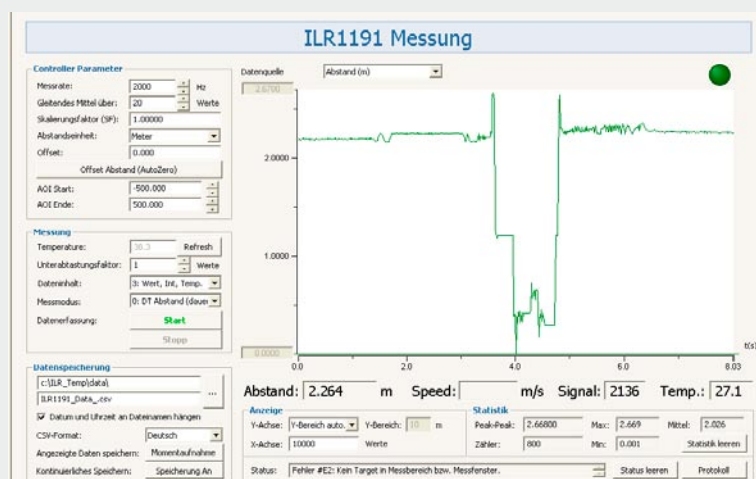 ILR1191 Messung
Controller Parameter
Messrate: 2000 Hz
Gleitendes Mittel über: 20 Werte
Skalierungsfaktor (SF): 1.00000
Abstandseinheit: Meter
Offset: 0.000
Offset Abstand (AutoZero)
AOI Start: -500.000
AOI Ende: 500.000
Messung
Temperature: 38.3 Refresh
Unterabtastungsfaktor: 1 Werte
Dateninhalt: 3: Wert, Int, Temp.
Messmodus: 0: DT Abstand (dauer
Datenerfassung: Start
Stopp
Datenspeicherung
c:\ILR_Temp\data\
ILR1191_Data_.csv
...
Datum und Uhrzeit an Dateinamen hängen
CSV-Format: Deutsch
Angezeigte Daten speichern: Momentaufnahme
Kontinuierliches Speichern: Speicherung An
Datenquelle Abstand (m)
2.6700
2.0000
1.0000
0.0000
0.0 2.0 4.0 6.0 8.03
t(s)
Abstand: 2.264 m Speed: m/s Signal: 2136 Temp.: 27.1
Anzeige
Y-Achse: Y-Bereich auto. Y-Bereich: 10 m
X-Achse: 10000 Werte
Statistik
Peak-Peak: 2.66800 Max: 2.669 Mittel: 2.026
Zähler: 800 Min: 0.001 Statistik leeren
Status: Fehler #E2: Kein Target in Messbereich bzw. Messfenster. Status leeren Protokoll